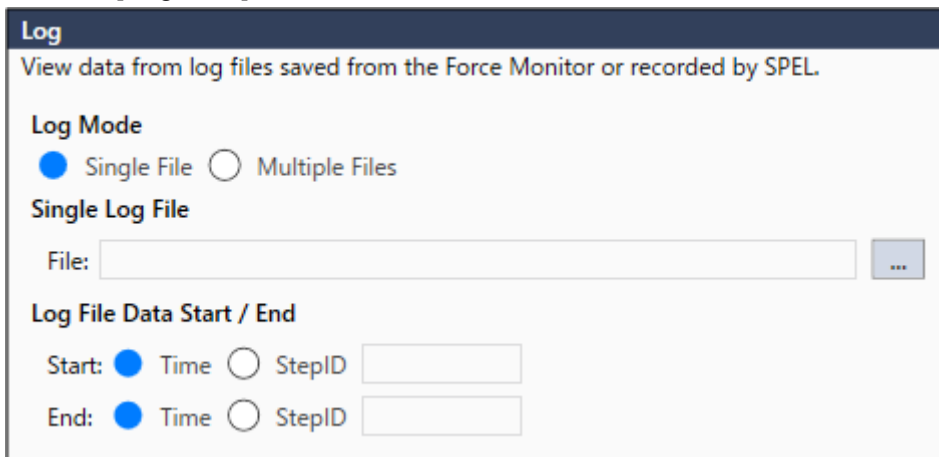 Log
View data from log files saved from the Force Monitor or recorded by SPEL.
Log Mode
Single File Multiple Files
Single Log File
File: ...
Log File Data Start / End
Start: Time StepID
End: Time StepID